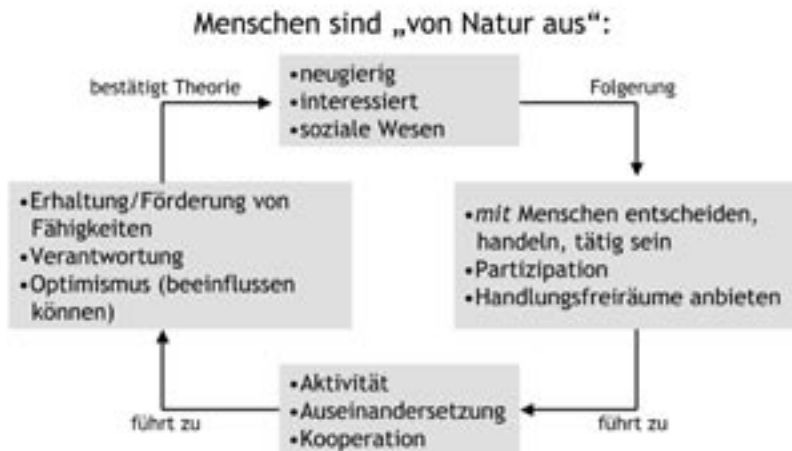 Menschen sind „von Natur aus“:
bestätigt Theorie
•neugierig
•interessiert
•soziale Wesen
Folgerung
•Erhaltung/Förderung von
Fähigkeiten
•Verantwortung
•Optimismus (beeinflussen
können)
•mit Menschen entscheiden,
handeln, tätig sein
•Partizipation
•Handlungsfreiräume anbieten
•Aktivität
•Auseinandersetzung
•Kooperation
führt zu
führt zu